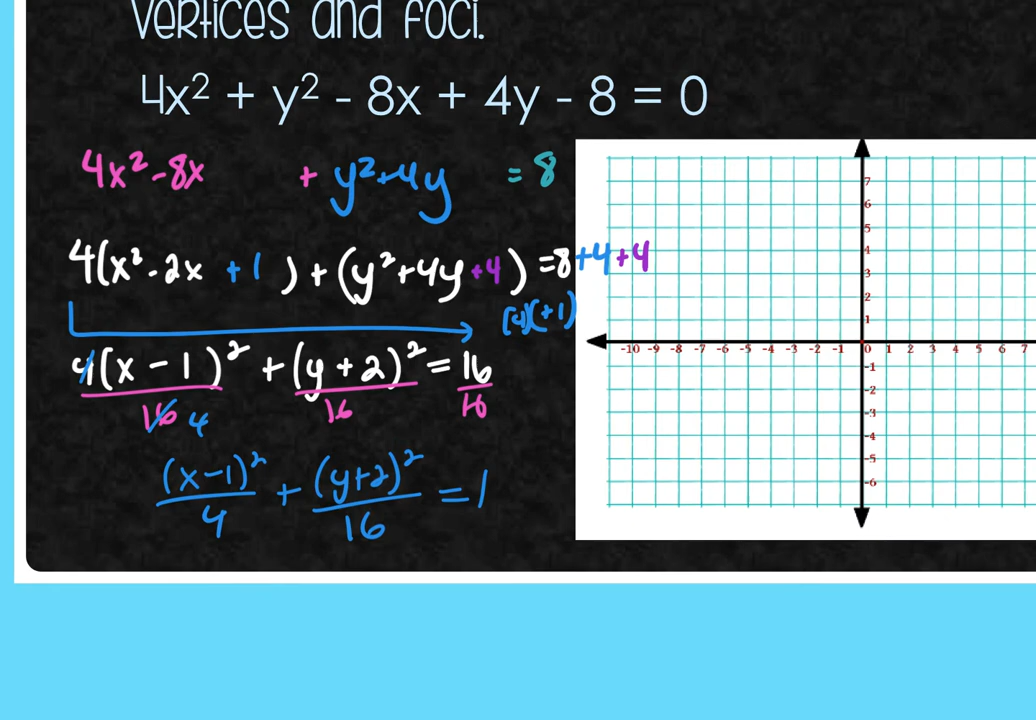 VERTICES and FOCI.
4x² + y² - 8x + 4y - 8 = 0
4x² - 8x + y² + 4y = 8
4(x² - 2x + 1) + (y² + 4y + 4) = 8 + 4 + 4
(4)(+1)
4(x - 1)² + (y + 2)² = 16
16 4 16 16
(x - 1)² + (y + 2)² = 1
4 16
7
6
5
4
3
2
1
-10 -9 -8 -7 -6 -5 -4 -3 -2 -1 0 1 2 3 4 5 6 7
-1
-2
-3
-4
-5
-6